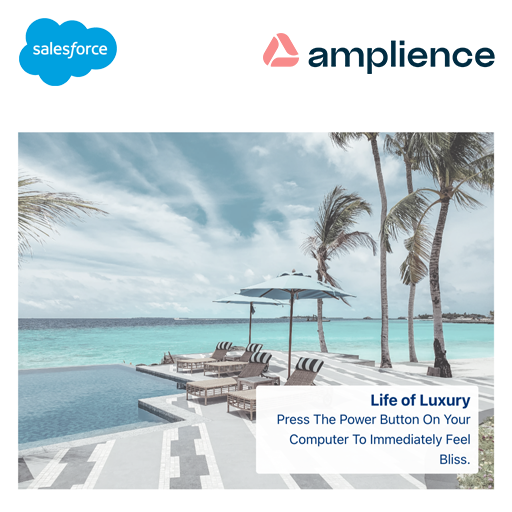 salesforce
amplience
Life of Luxury
Press The Power Button On Your
Computer To Immediately Feel
Bliss.